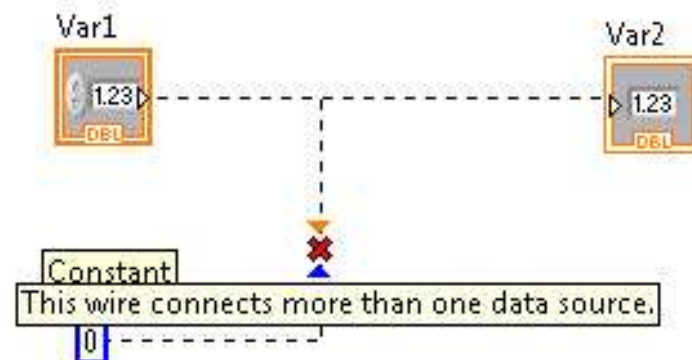 Var1
Var2
1.23
1.23
DBL
DBL
Constant
This wire connects more than one data source.
0